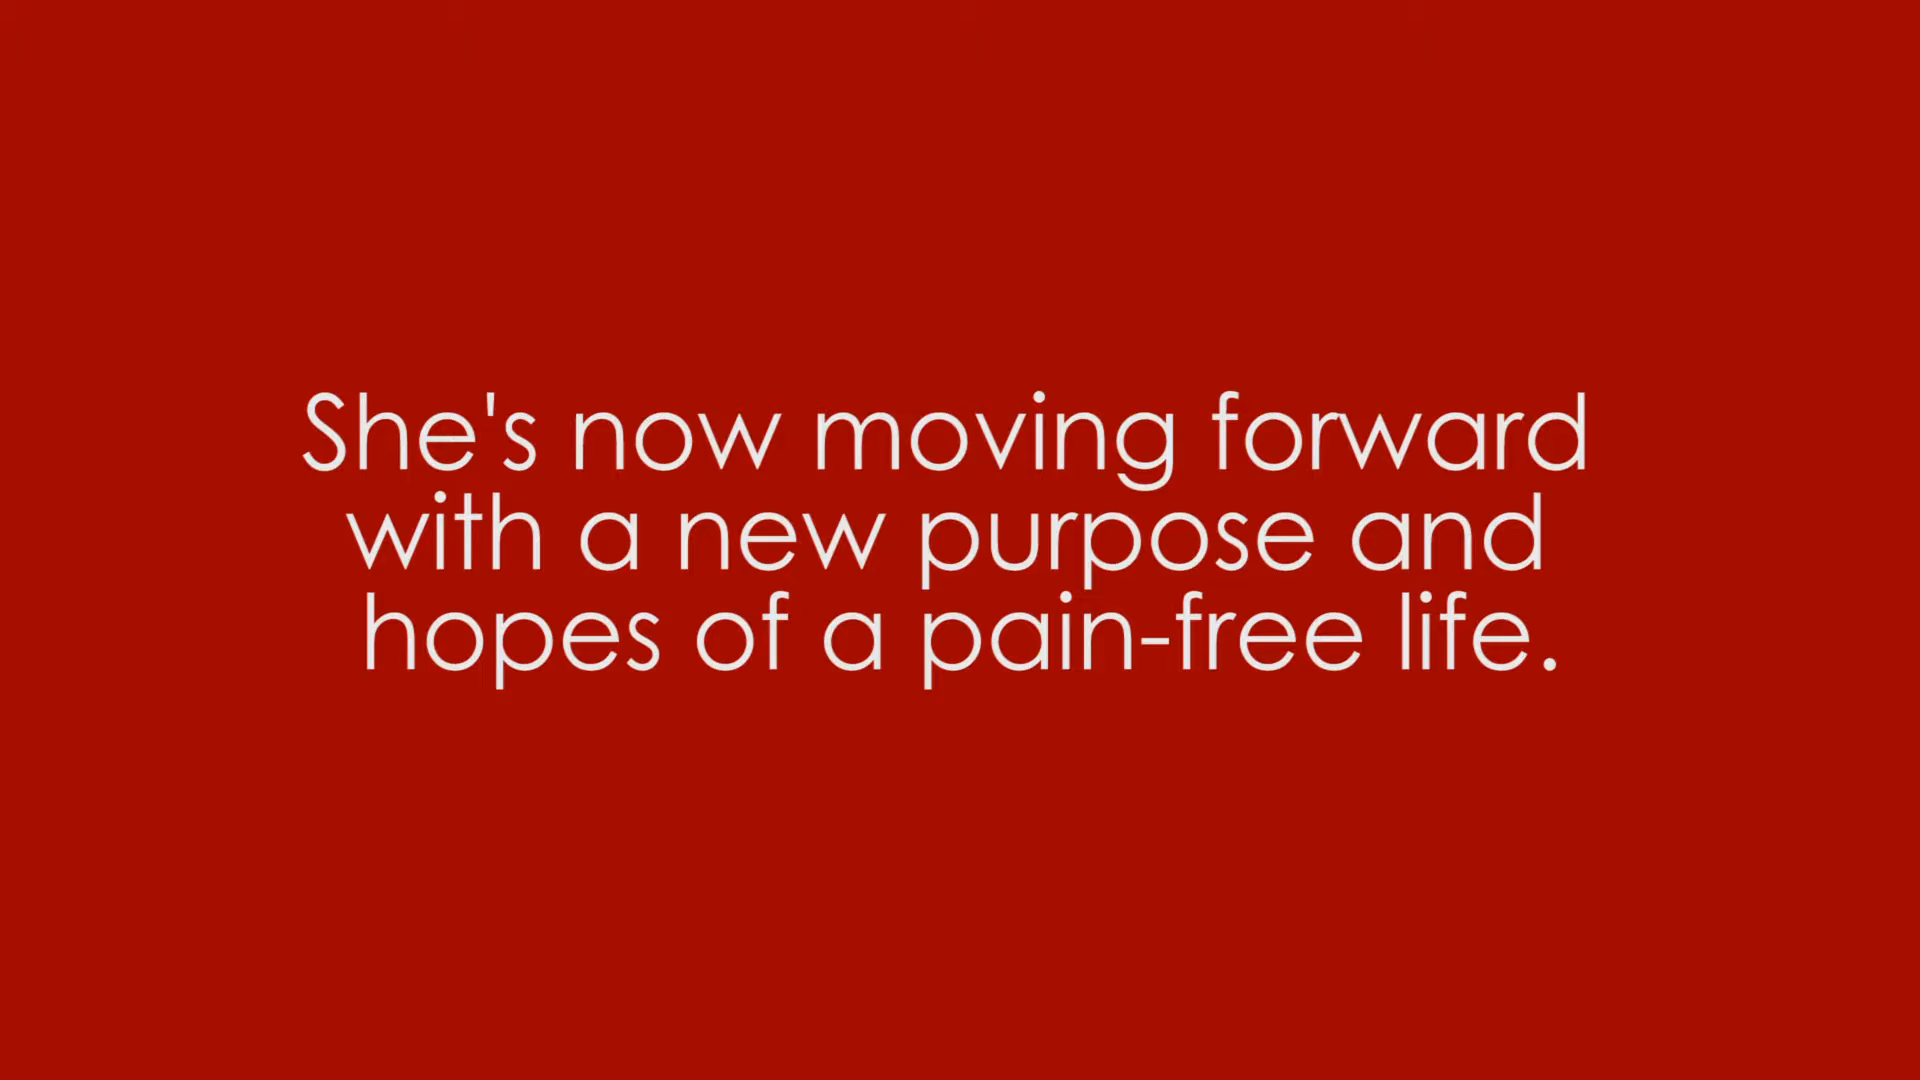 She's now moving forward
with a new purpose and
hopes of a pain-free life.